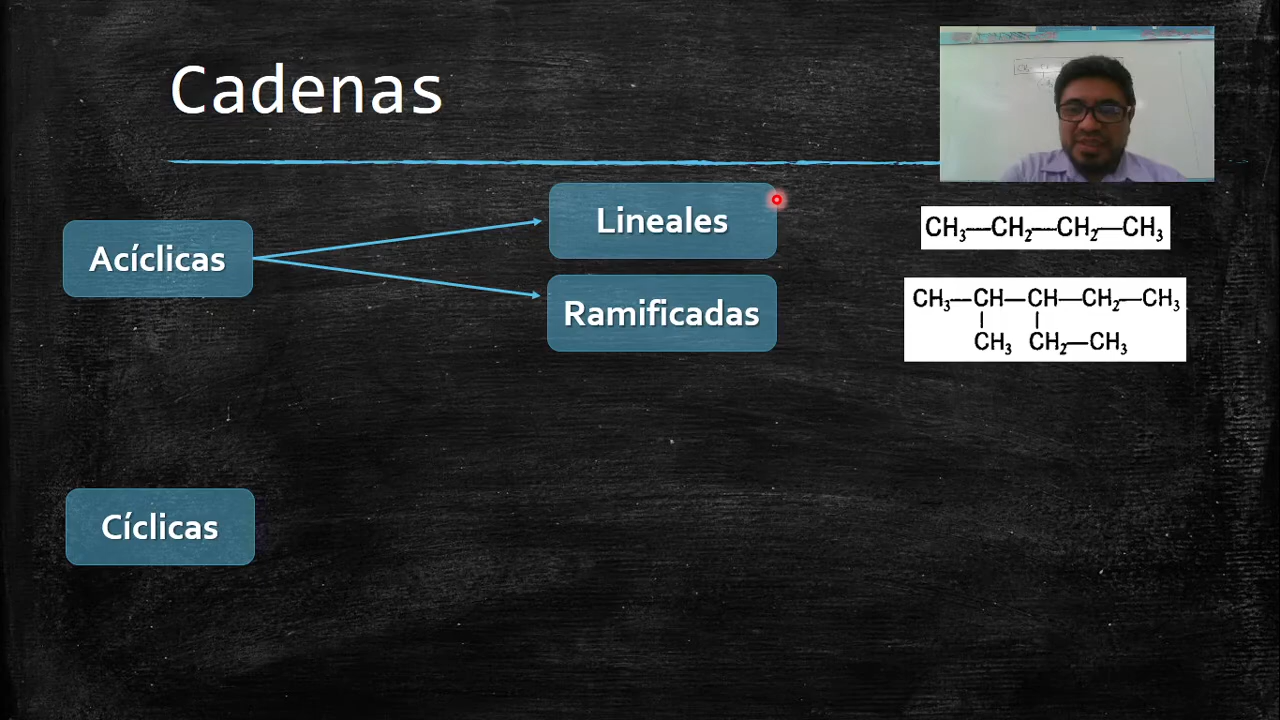 Cadenas
Acíclicas
Lineales
Ramificadas
CH₃—CH₂—CH₂—CH₃
CH₃—CH—CH—CH₂—CH₃
CH₃ CH₂—CH₃
Cíclicas